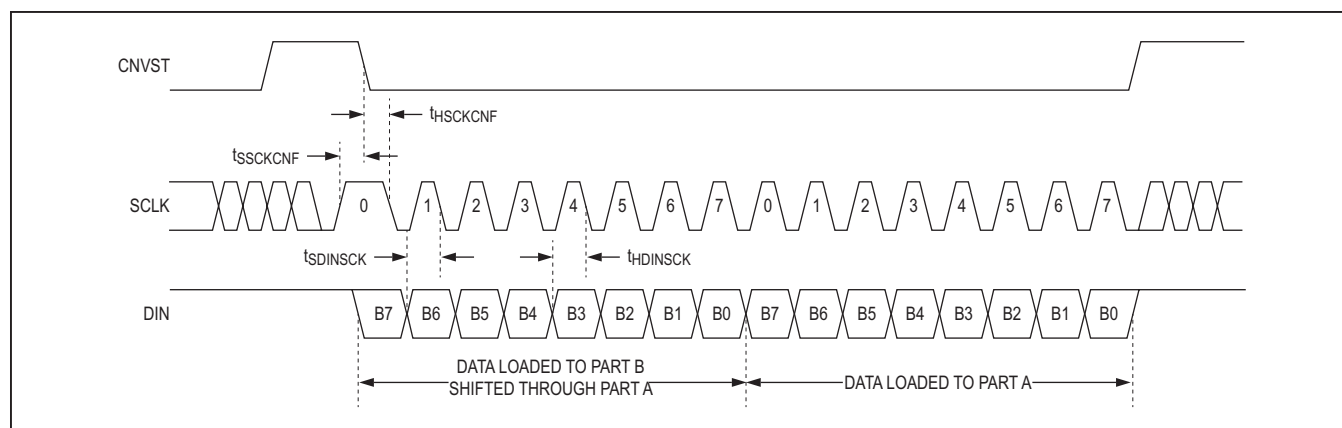 CNVST
tHSCKCNF
tSSCKCNF
SCLK
0 1 2 3 4 5 6 7 0 1 2 3 4 5 6 7
tSDINSCK
tHDINSCK
DIN
B7 B6 B5 B4 B3 B2 B1 B0 B7 B6 B5 B4 B3 B2 B1 B0
DATA LOADED TO PART B
SHIFTED THROUGH PART A
DATA LOADED TO PART A